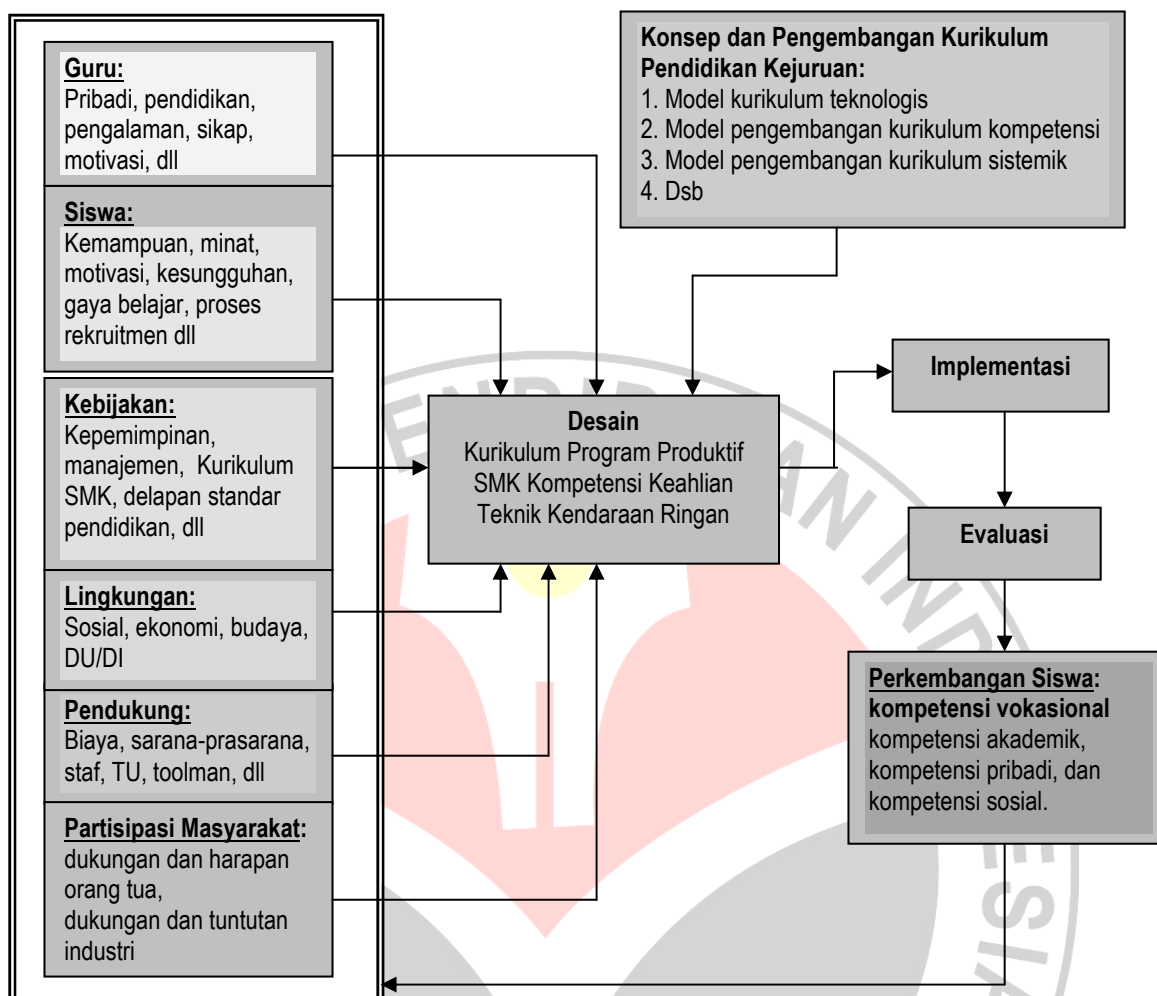 Guru:
Pribadi, pendidikan,
pengalaman, sikap,
motivasi, dll
Siswa:
Kemampuan, minat,
motivasi, kesungguhan,
gaya belajar, proses
rekruitmen dll
Kebijakan:
Kepemimpinan,
manajemen, Kurikulum
SMK, delapan standar
pendidikan, dll
Lingkungan:
Sosial, ekonomi, budaya,
DU/DI
Pendukung:
Biaya, sarana-prasarana,
staf, TU, toolman, dll
Partisipasi Masyarakat:
dukungan dan harapan
orang tua,
dukungan dan tuntutan
industri
Konsep dan Pengembangan Kurikulum
Pendidikan Kejuruan:
1. Model kurikulum teknologis
2. Model pengembangan kurikulum kompetensi
3. Model pengembangan kurikulum sistemik
4. Dsb
Desain
Kurikulum Program Produktif
SMK Kompetensi Keahlian
Teknik Kendaraan Ringan
Implementasi
Evaluasi
Perkembangan Siswa:
kompetensi vokasional
kompetensi akademik,
kompetensi pribadi, dan
kompetensi sosial.